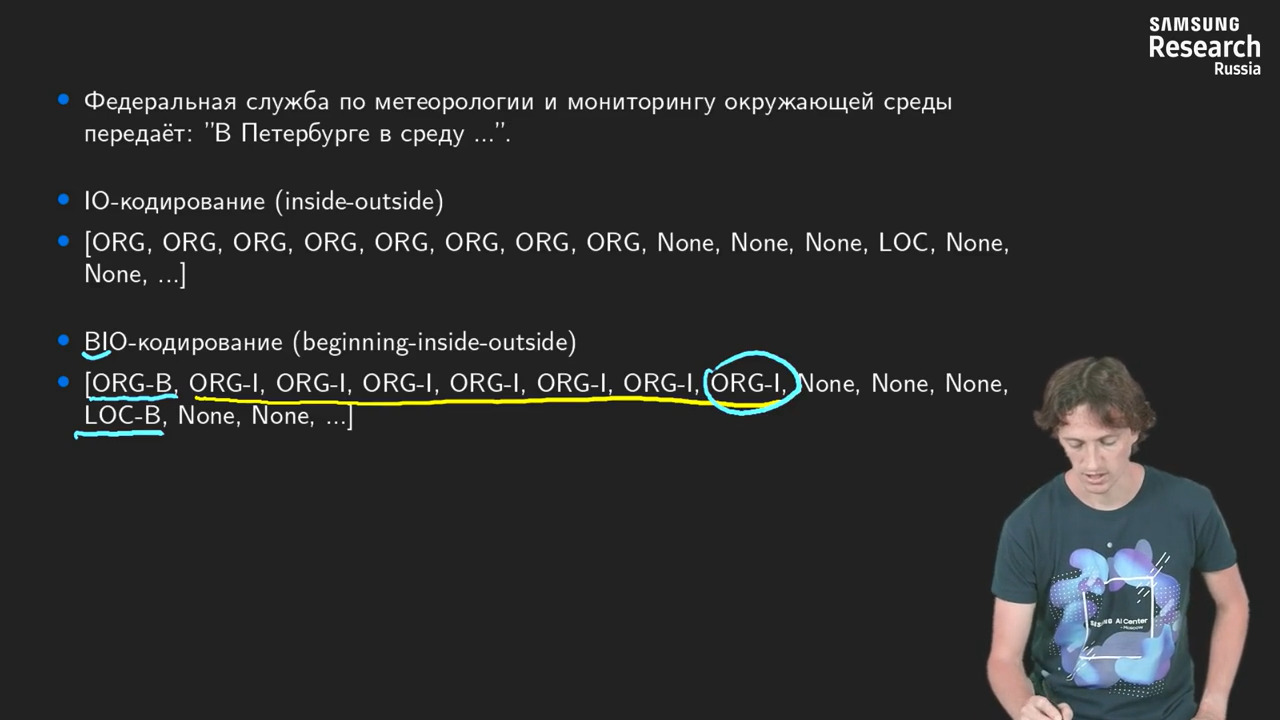 SAMSUNG
Research
Russia
Федеральная служба по метеорологии и мониторингу окружающей среды
передаёт: "В Петербурге в среду ...".
IO-кодирование (inside-outside)
[ORG, ORG, ORG, ORG, ORG, ORG, ORG, ORG, None, None, None, LOC, None,
None, ...]
BIO-кодирование (beginning-inside-outside)
[ORG-B, ORG-I, ORG-I, ORG-I, ORG-I, ORG-I, ORG-I, ORG-I, None, None, None,
LOC-B, None, None, ...]
SAMSUNG AI Center
- Moscow